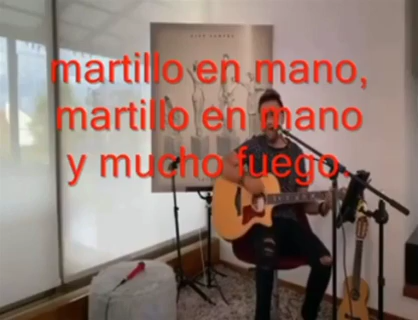 martillo en mano,
martillo en mano
y mucho fuego.